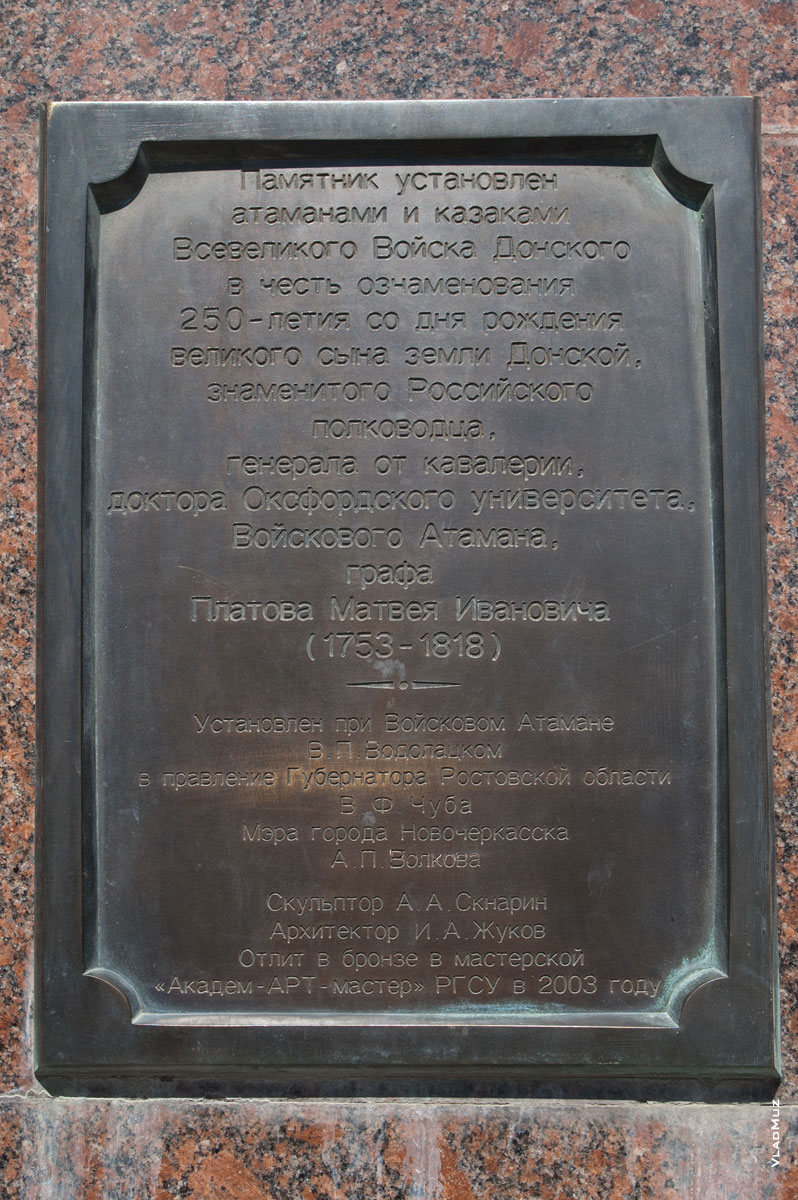 Памятник установлен
атаманами и казаками
Всевеликого Войска Донского
в честь ознаменования
250-летия со дня рождения
великого сына земли Донской,
знаменитого Российского
полководца,
генерала от кавалерии,
доктора Оксфордского университета,
Войскового Атамана,
графа
Платова Матвея Ивановича
(1753-1818)
Установлен при Войсковом Атамане
В.П.Водолацком
в правление Губернатора Ростовской области
В.Ф.Чуба
Мэра города Новочеркасска
А.П.Волкова
Скульптор А.А.Скнарин
Архитектор И.А.Жуков
Отлит в бронзе в мастерской
«Академ-АРТ-мастер» РГСУ в 2003 году
VladMuz